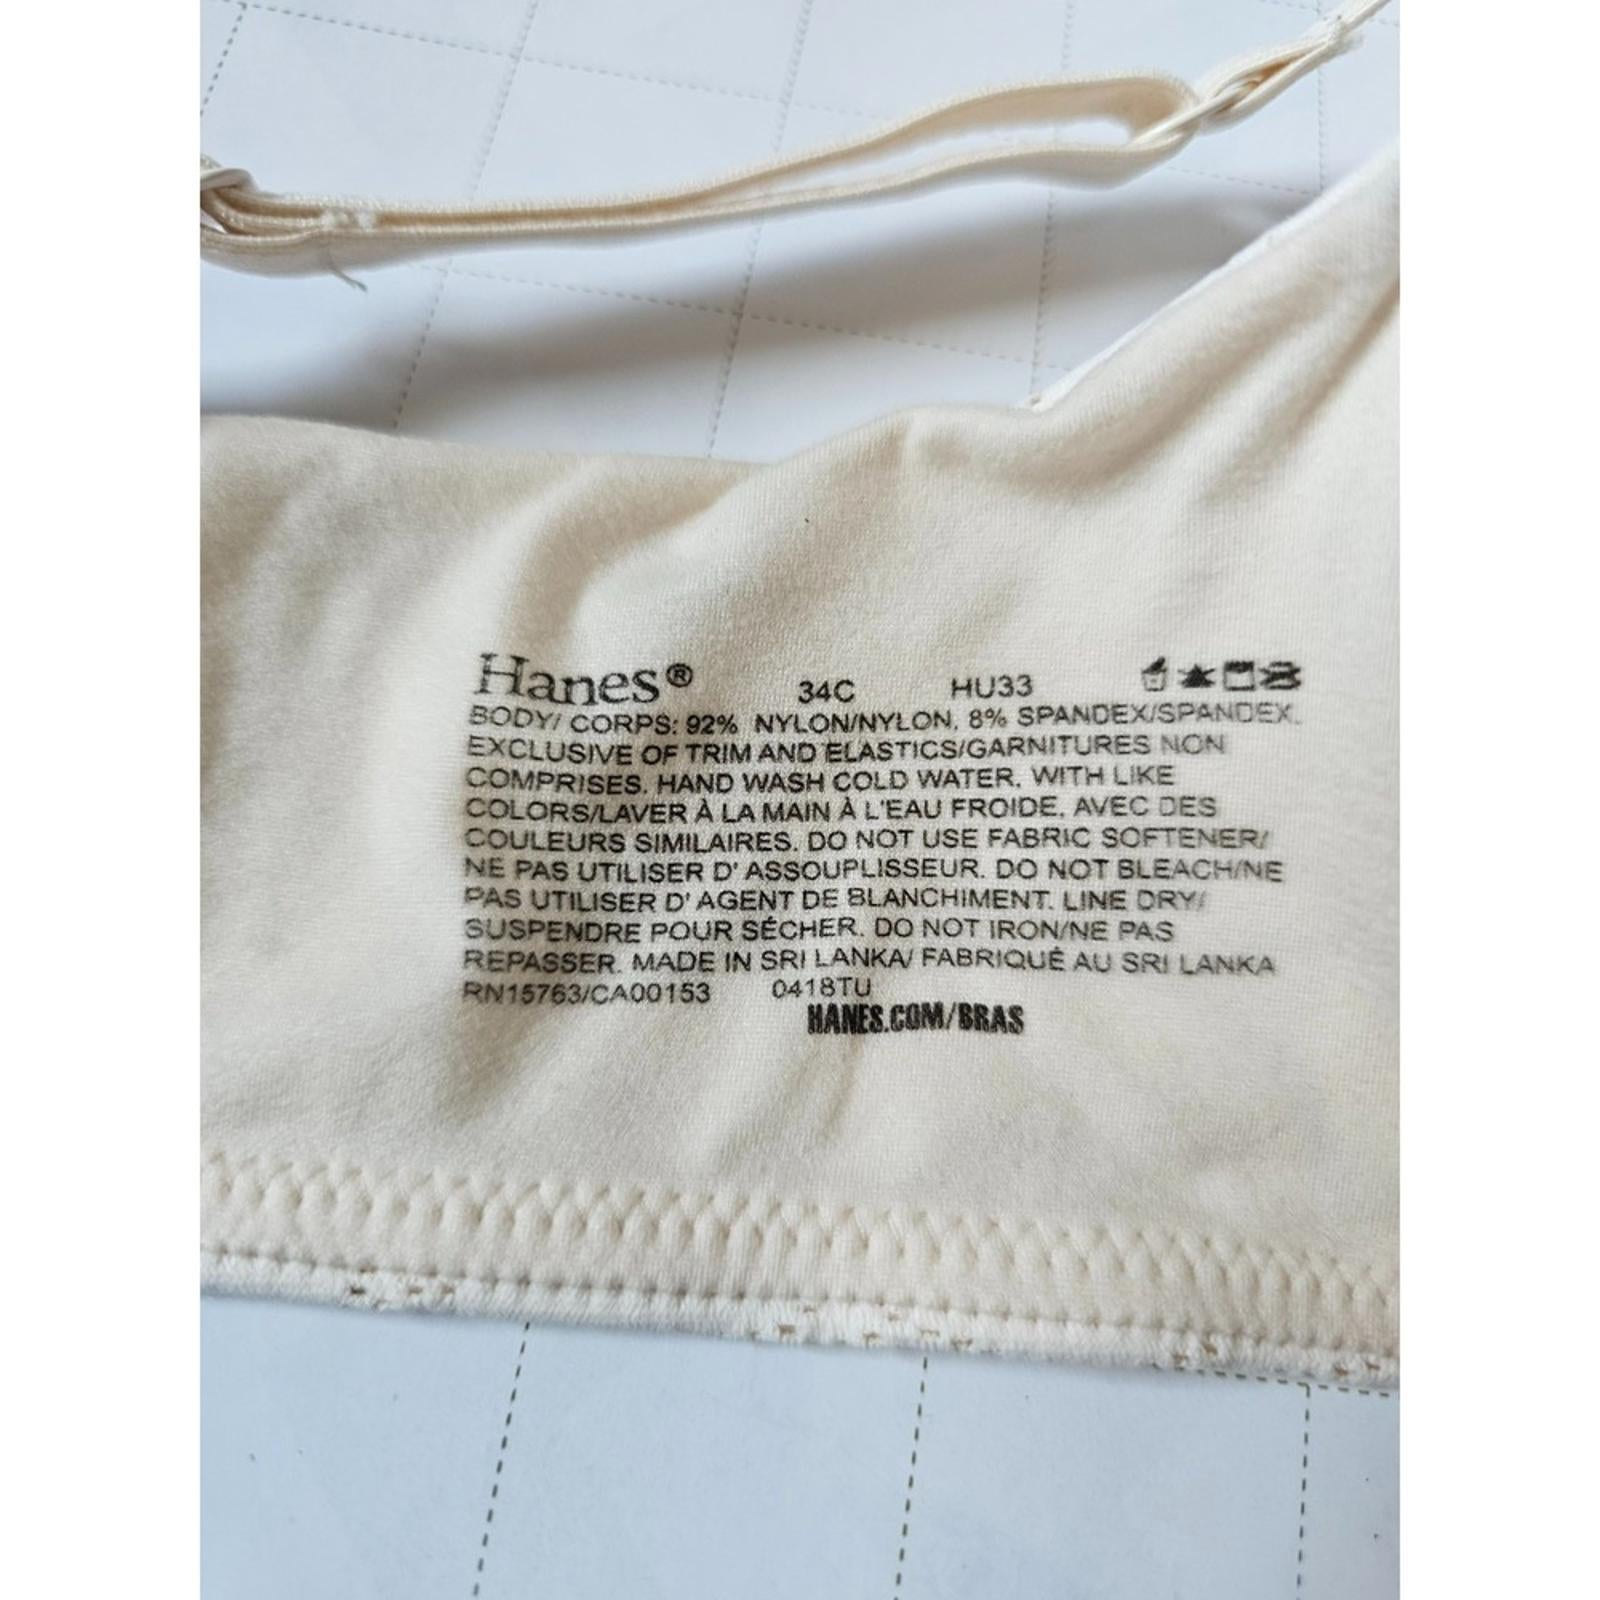 Hanes® 34C HU33
BODY/ CORPS: 92% NYLON/NYLON, 8% SPANDEX/SPANDEX.
EXCLUSIVE OF TRIM AND ELASTICS/GARNITURES NON
COMPRISES. HAND WASH COLD WATER, WITH LIKE
COLORS/LAVER À LA MAIN À L'EAU FROIDE, AVEC DES
COULEURS SIMILAIRES. DO NOT USE FABRIC SOFTENER/
NE PAS UTILISER D' ASSOUPLISSEUR. DO NOT BLEACH/NE
PAS UTILISER D' AGENT DE BLANCHIMENT. LINE DRY/
SUSPENDRE POUR SÉCHER. DO NOT IRON/NE PAS
REPASSER. MADE IN SRI LANKA/ FABRIQUÉ AU SRI LANKA
RN15763/CA00153 0418TU
HANES.COM/BRAS